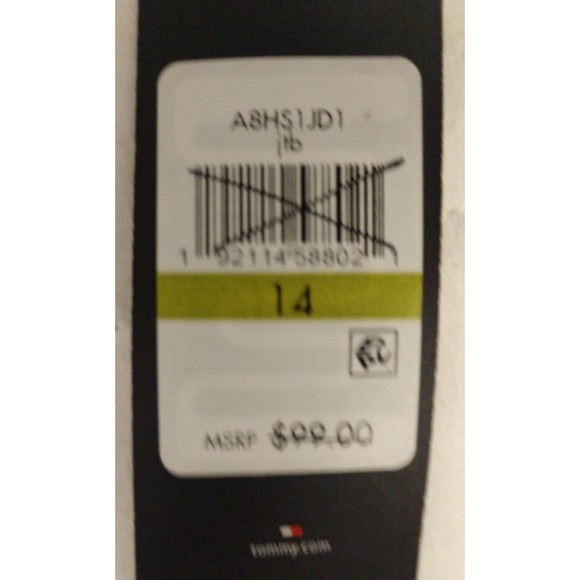 A8HS1JD1
jtb
1 92114 58802 1
14
MSRP $99.00
tommy.com